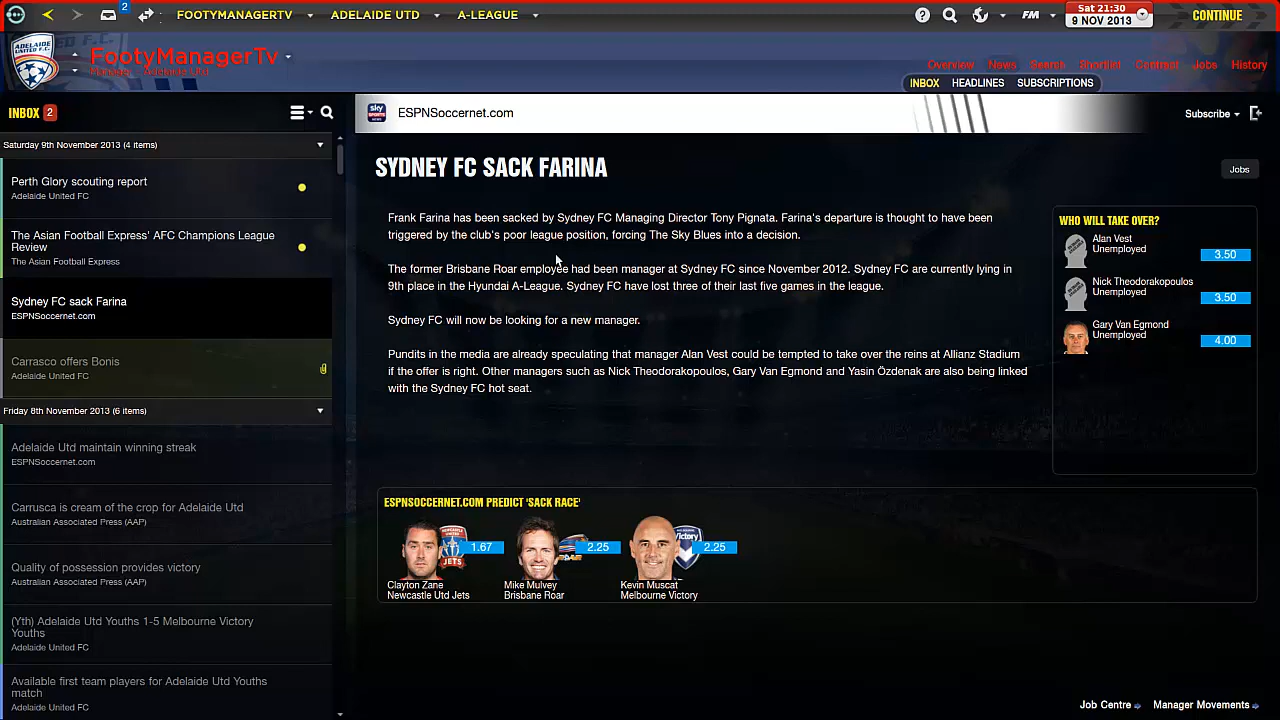 2
FOOTYMANAGERTV
ADELAIDE UTD
A-LEAGUE
FM
Sat 21:30
9 NOV 2013
CONTINUE
ADELAIDE
UNITED F.C.
FootyManagerTv
Manager - Adelaide Utd
Overview News Search Shortlist Contract Jobs History
INBOX HEADLINES SUBSCRIPTIONS
INBOX 2
Saturday 9th November 2013 (4 items)
Perth Glory scouting report
Adelaide United FC
The Asian Football Express' AFC Champions League
Review
The Asian Football Express
Sydney FC sack Farina
ESPNSoccernet.com
Carrasco offers Bonis
Adelaide United FC
Friday 8th November 2013 (6 items)
Adelaide Utd maintain winning streak
ESPNSoccernet.com
Carrusca is cream of the crop for Adelaide Utd
Australian Associated Press (AAP)
Quality of possession provides victory
Australian Associated Press (AAP)
(Yth) Adelaide Utd Youths 1-5 Melbourne Victory
Youths
Adelaide United FC
Available first team players for Adelaide Utd Youths
match
Adelaide United FC
sky
SPORTS
NEWS
ESPNSoccernet.com
Subscribe
SYDNEY FC SACK FARINA
Jobs
Frank Farina has been sacked by Sydney FC Managing Director Tony Pignata. Farina's departure is thought to have been
triggered by the club's poor league position, forcing The Sky Blues into a decision.
The former Brisbane Roar employee had been manager at Sydney FC since November 2012. Sydney FC are currently lying in
9th place in the Hyundai A-League. Sydney FC have lost three of their last five games in the league.
Sydney FC will now be looking for a new manager.
Pundits in the media are already speculating that manager Alan Vest could be tempted to take over the reins at Allianz Stadium
if the offer is right. Other managers such as Nick Theodorakopoulos, Gary Van Egmond and Yasin Özdenak are also being linked
with the Sydney FC hot seat.
WHO WILL TAKE OVER?
Alan Vest
Unemployed
3.50
Nick Theodorakopoulos
Unemployed
3.50
Gary Van Egmond
Unemployed
4.00
ESPNSOCCERNET.COM PREDICT 'SACK RACE'
JETS
1.67
Clayton Zane
Newcastle Utd Jets
2.25
Mike Mulvey
Brisbane Roar
Victory
2.25
Kevin Muscat
Melbourne Victory
Job Centre
Manager Movements